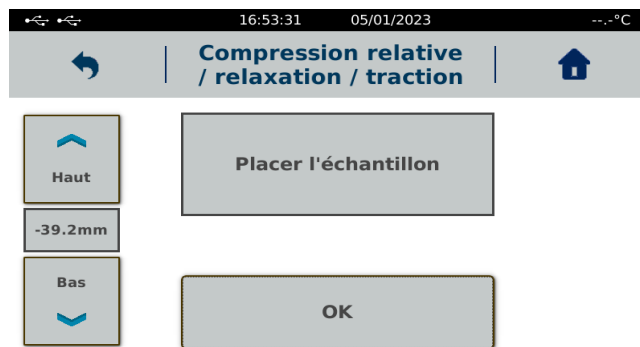 16:53:31 05/01/2023 --.-°C
Compression relative
/ relaxation / traction
Haut
Placer l'échantillon
-39.2mm
Bas
OK